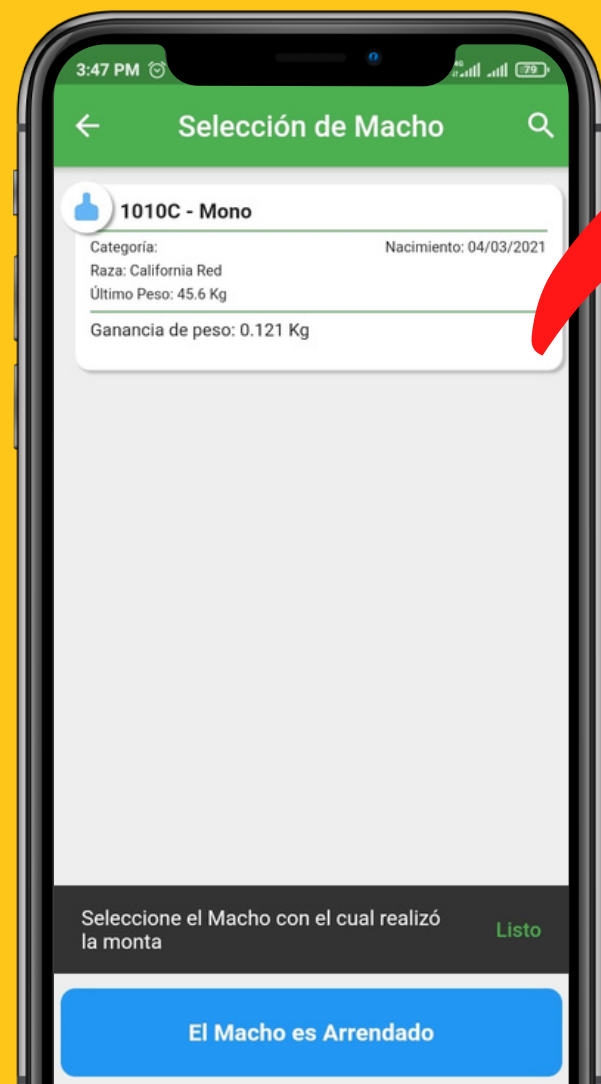 3:47 PM 4G 79
Selección de Macho
1010C - Mono
Categoría: Nacimiento: 04/03/2021
Raza: California Red
Último Peso: 45.6 Kg
Ganancia de peso: 0.121 Kg
Seleccione el Macho con el cual realizó
la monta
Listo
El Macho es Arrendado